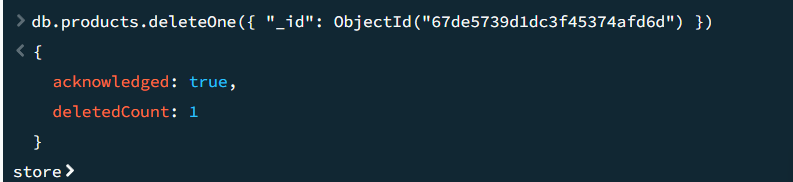 > db.products.deleteOne({ "_id": ObjectId("67de5739d1dc3f45374afd6d") })
< {
acknowledged: true,
deletedCount: 1
}
store>